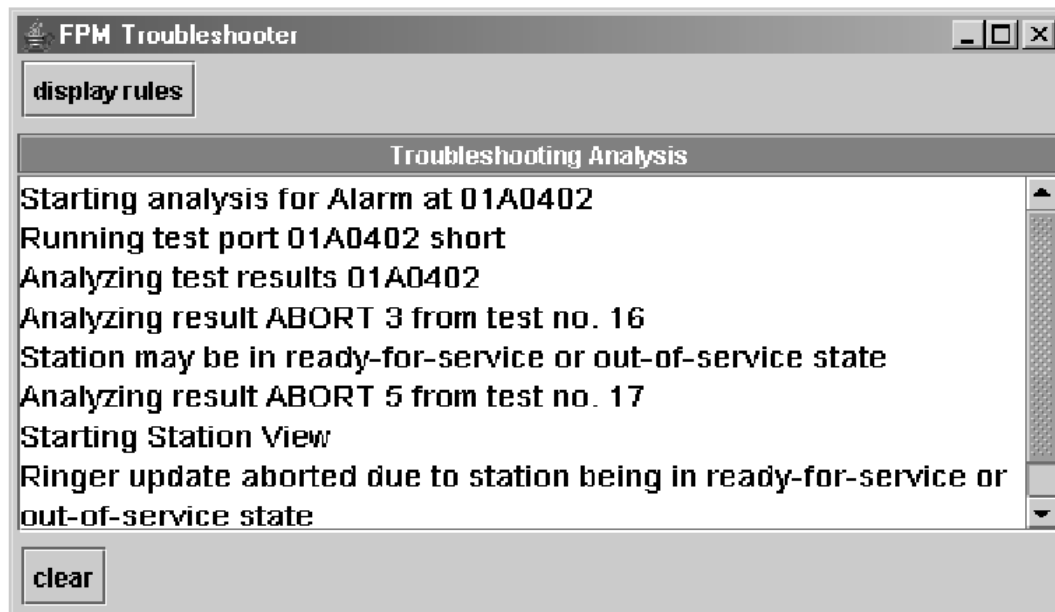 FPM Troubleshooter
display rules
Troubleshooting Analysis
Starting analysis for Alarm at 01A0402
Running test port 01A0402 short
Analyzing test results 01A0402
Analyzing result ABORT 3 from test no. 16
Station may be in ready-for-service or out-of-service state
Analyzing result ABORT 5 from test no. 17
Starting Station View
Ringer update aborted due to station being in ready-for-service or
out-of-service state
clear